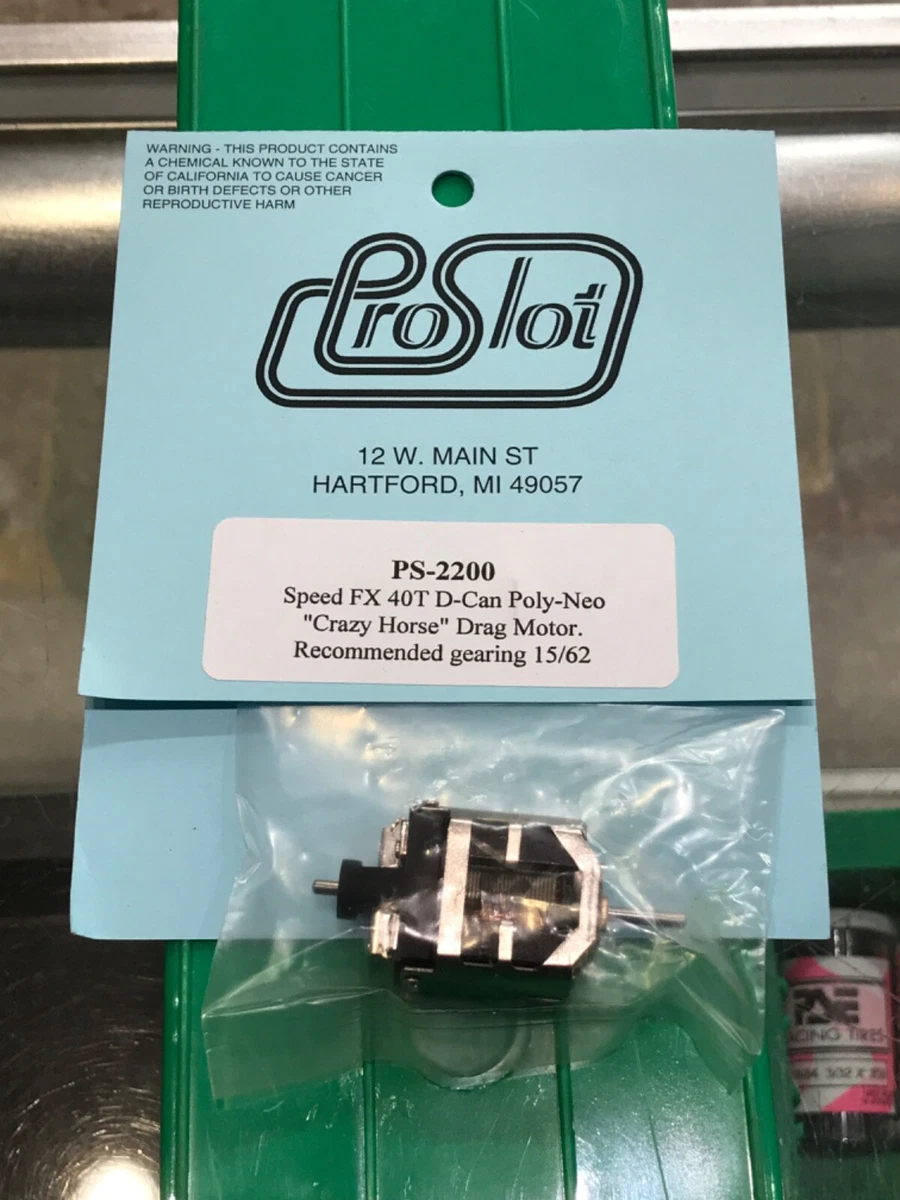 WARNING - THIS PRODUCT CONTAINS
A CHEMICAL KNOWN TO THE STATE
OF CALIFORNIA TO CAUSE CANCER
OR BIRTH DEFECTS OR OTHER
REPRODUCTIVE HARM
ProSlot
12 W. MAIN ST
HARTFORD, MI 49057
PS-2200
Speed FX 40T D-Can Poly-Neo
"Crazy Horse" Drag Motor.
Recommended gearing 15/62
TIRES
3/32 X